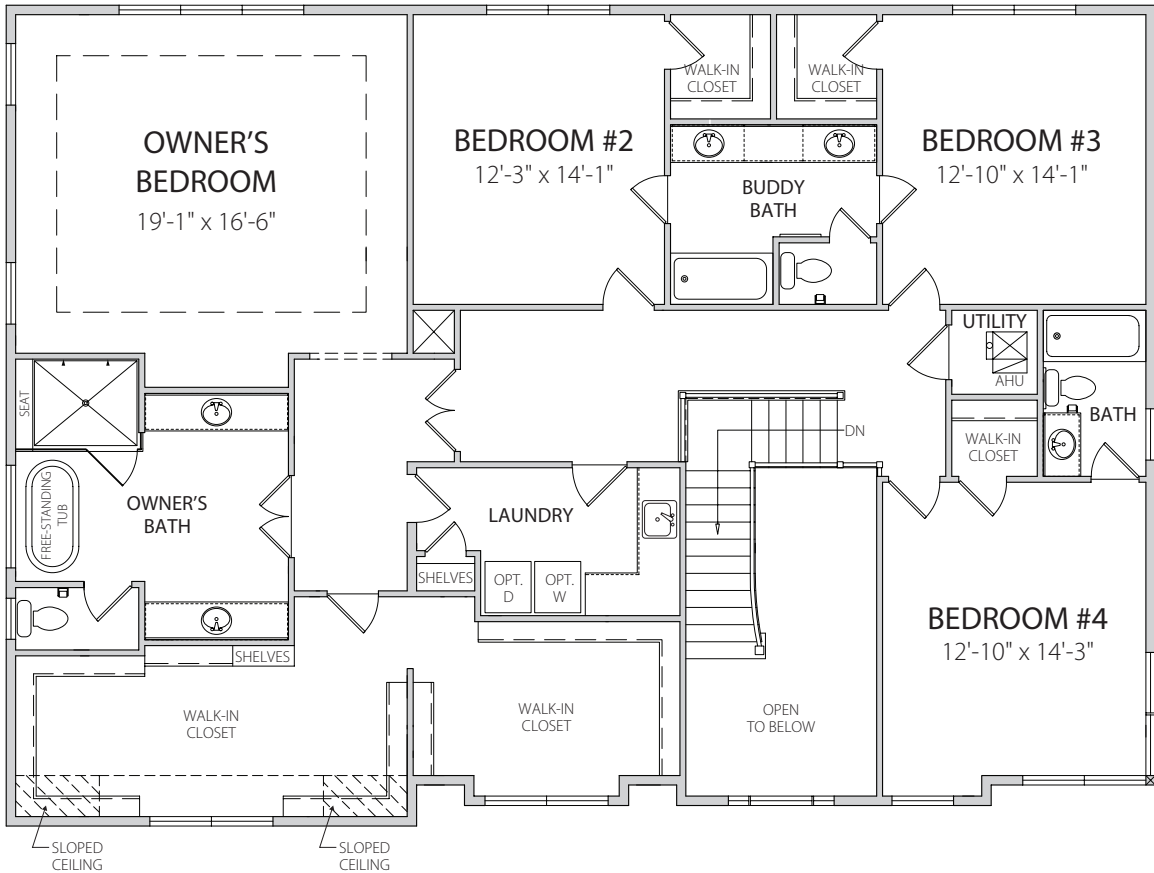 OWNER'S
BEDROOM
19'-1" x 16'-6"
BEDROOM #2
12'-3" x 14'-1"
WALK-IN
CLOSET
WALK-IN
CLOSET
BEDROOM #3
12'-10" x 14'-1"
BUDDY
BATH
UTILITY
AHU
BATH
WALK-IN
CLOSET
SEAT
FREE-STANDING
TUB
OWNER'S
BATH
LAUNDRY
SHELVES
OPT.
D
OPT.
W
DN
BEDROOM #4
12'-10" x 14'-3"
SHELVES
WALK-IN
CLOSET
WALK-IN
CLOSET
OPEN
TO BELOW
SLOPED
CEILING
SLOPED
CEILING